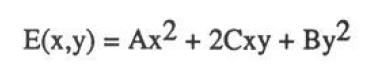 E(x,y) = Ax² + 2Cxy + By²